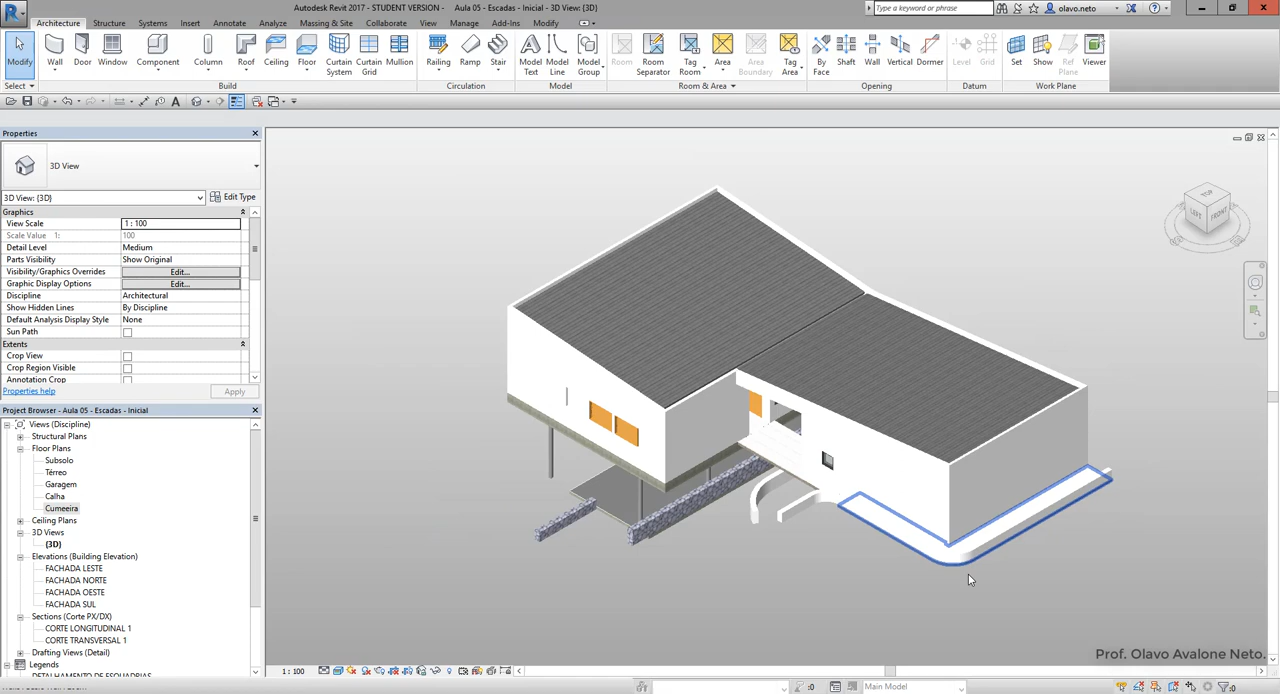 Autodesk Revit 2017 - STUDENT VERSION - Aula 05 - Escadas - Inicial - 3D View: {3D}
Type a keyword or phrase
olavo.neto
Architecture Structure Systems Insert Annotate Analyze Massing & Site Collaborate View Manage Add-Ins Modify
Modify Wall Door Window Component Column Roof Ceiling Floor Curtain System Curtain Grid Mullion Railing Ramp Stair Model Text Model Line Model Group Room Room Separator Tag Room Area Area Boundary Tag Area By Face Shaft Wall Vertical Dormer Level Grid Set Show Ref Plane Viewer
Select Build Circulation Model Room & Area Opening Datum Work Plane
Properties
3D View
3D View: {3D} Edit Type
Graphics
View Scale 1 : 100
Scale Value 1: 100
Detail Level Medium
Parts Visibility Show Original
Visibility/Graphics Overrides Edit...
Graphic Display Options Edit...
Discipline Architectural
Show Hidden Lines By Discipline
Default Analysis Display Style None
Sun Path
Extents
Crop View
Crop Region Visible
Annotation Crop
Properties help Apply
Project Browser - Aula 05 - Escadas - Inicial
Views (Discipline)
Structural Plans
Floor Plans
Subsolo
Térreo
Garagem
Calha
Cumeeira
Ceiling Plans
3D Views
{3D}
Elevations (Building Elevation)
FACHADA LESTE
FACHADA NORTE
FACHADA OESTE
FACHADA SUL
Sections (Corte PX/DX)
CORTE LONGITUDINAL 1
CORTE TRANSVERSAL 1
Drafting Views (Detail)
Legends
DETALHAMENTO DE ESQUADRIAS
TOP
LEFT FRONT
Prof. Olavo Avalone Neto.
1 : 100
:0 Main Model :0